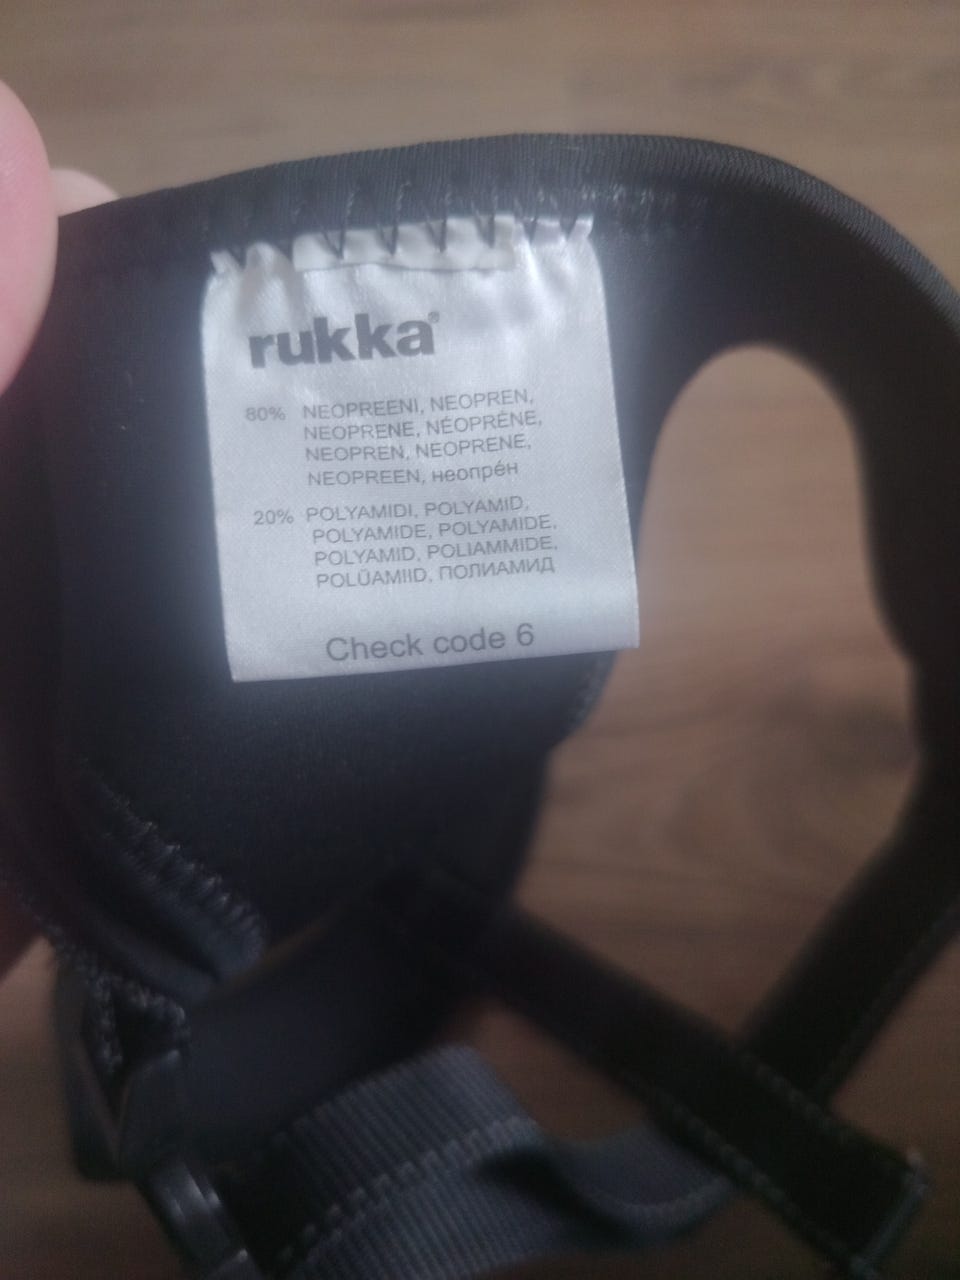 rukka®
80% NEOPREENI, NEOPREN,
NEOPRENE, NÉOPRÈNE,
NEOPREN, NEOPRENE,
NEOPREEN, неопрéн
20% POLYAMIDI, POLYAMID,
POLYAMIDE, POLYAMIDE,
POLYAMID, POLIAMMIDE,
POLÜAMIID, ПОЛИАМИД
Check code 6